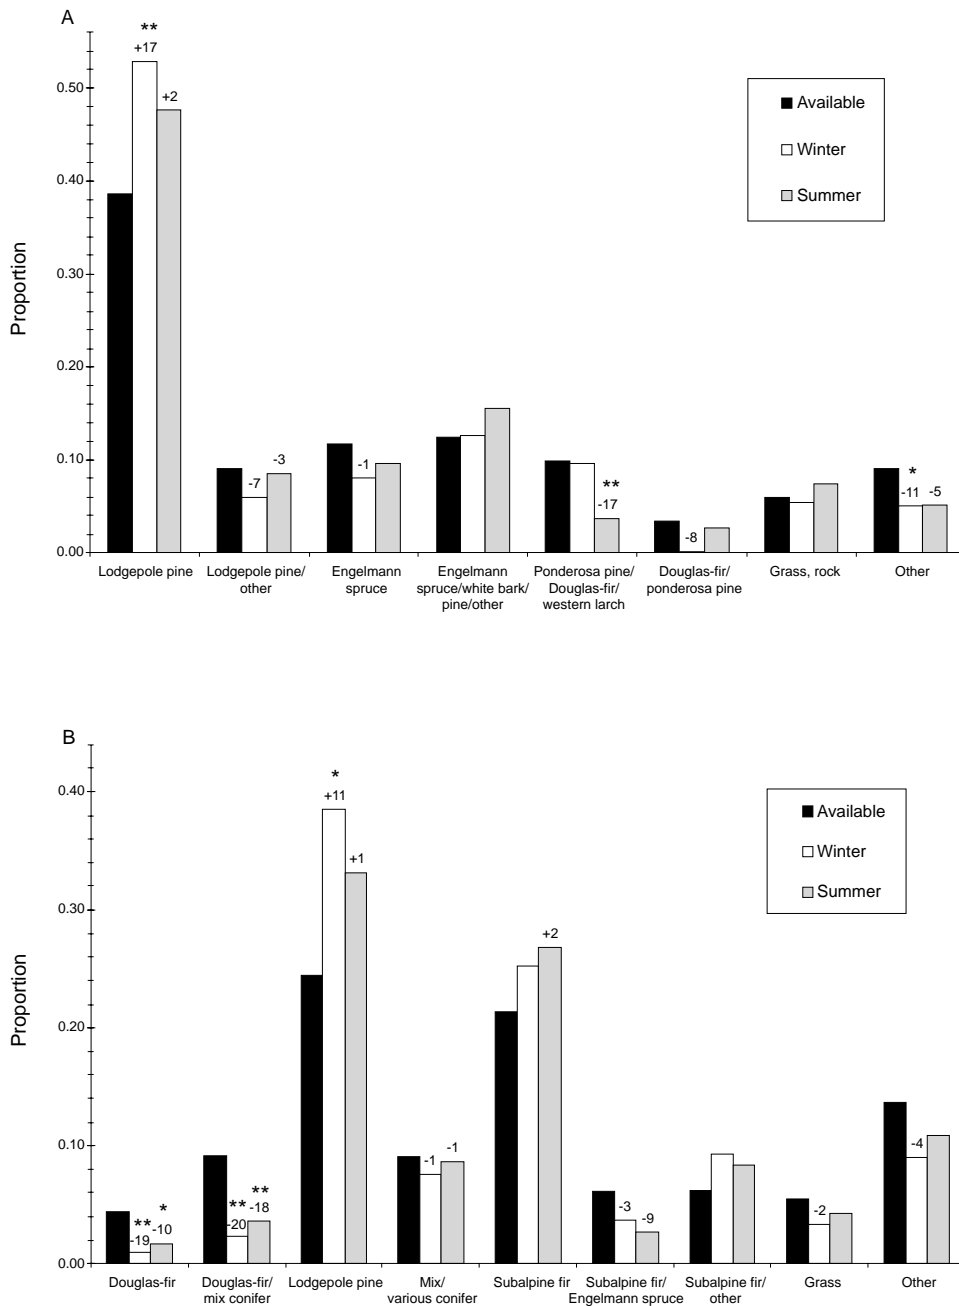 A
**
+17
+2
0.50
0.40
0.30
0.20
0.10
0.00
Proportion
Available
Winter
Summer
-7
-3
-1
**
-17
-8
*
-11
-5
Lodgepole pine
Lodgepole pine/
other
Engelmann
spruce
Engelmann
spruce/white bark/
pine/other
Ponderosa pine/
Douglas-fir/
western larch
Douglas-fir/
ponderosa pine
Grass, rock
Other
B
0.40
0.30
0.20
0.10
0.00
Proportion
Available
Winter
Summer
**
-19
*
-10
**
-20
**
-18
*
+11
+1
-1
-1
+2
-3
-9
-2
-4
Douglas-fir
Douglas-fir/
mix conifer
Lodgepole pine
Mix/
various conifer
Subalpine fir
Subalpine fir/
Engelmann spruce
Subalpine fir/
other
Grass
Other